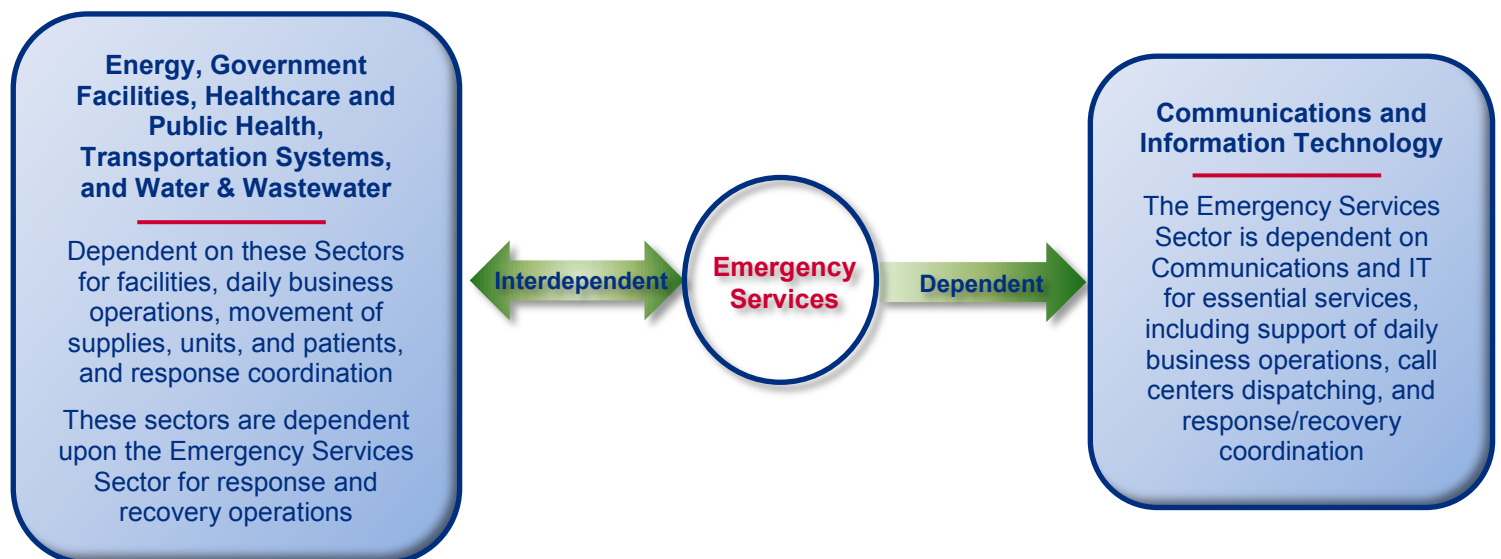 Energy, Government
Facilities, Healthcare and
Public Health,
Transportation Systems,
and Water & Wastewater
Dependent on these Sectors
for facilities, daily business
operations, movement of
supplies, units, and patients,
and response coordination
These sectors are dependent
upon the Emergency Services
Sector for response and
recovery operations
Interdependent
Emergency
Services
Dependent
Communications and
Information Technology
The Emergency Services
Sector is dependent on
Communications and IT
for essential services,
including support of daily
business operations, call
centers dispatching, and
response/recovery
coordination